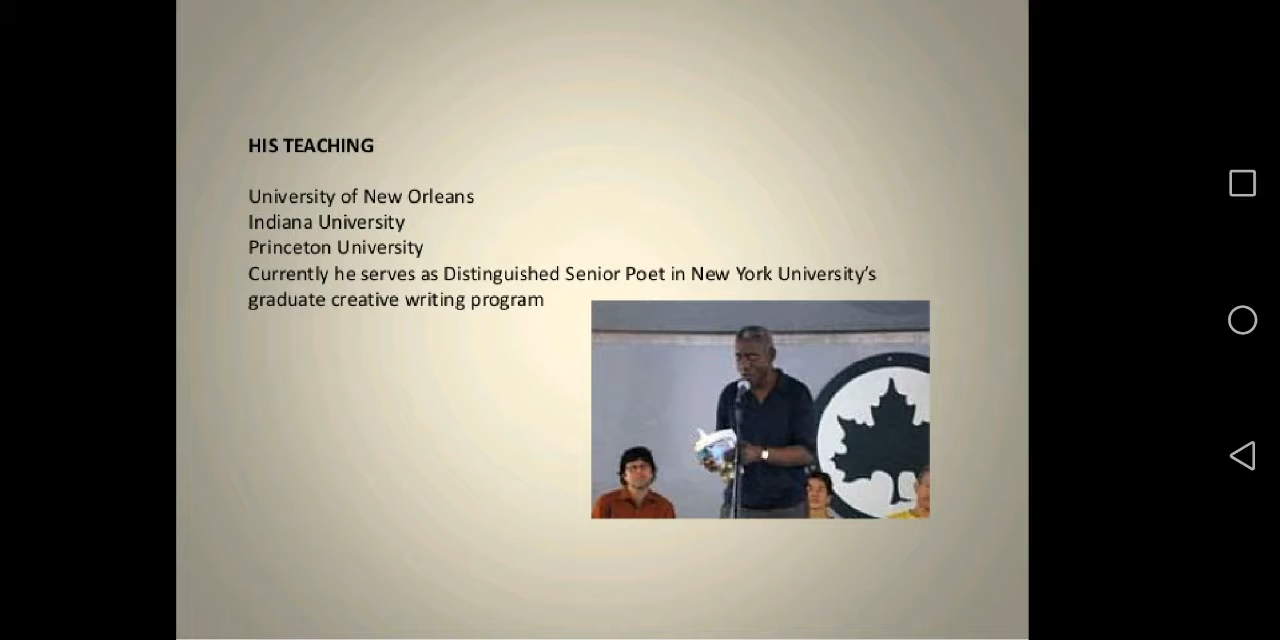 HIS TEACHING
University of New Orleans
Indiana University
Princeton University
Currently he serves as Distinguished Senior Poet in New York University’s
graduate creative writing program